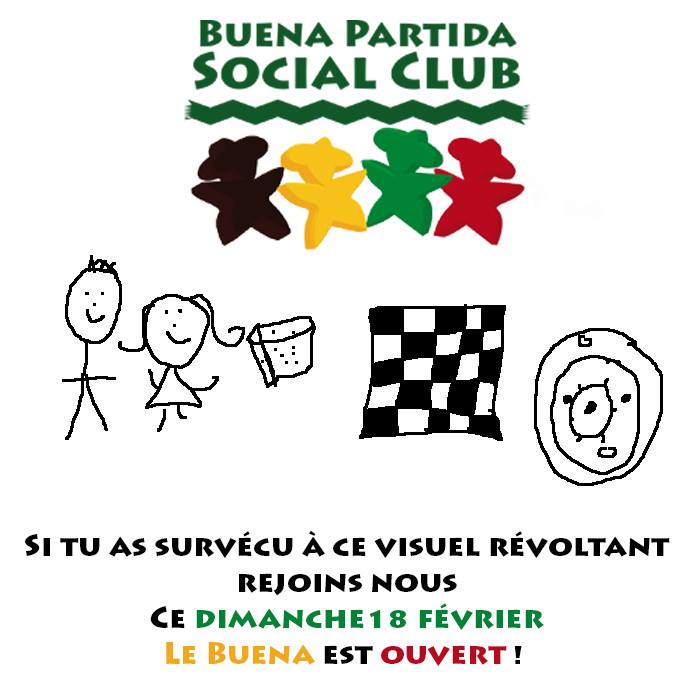 Buena Partida
Social Club
Si tu as survécu à ce visuel révoltant
rejoins nous
Ce dimanche18 février
Le Buena est ouvert !